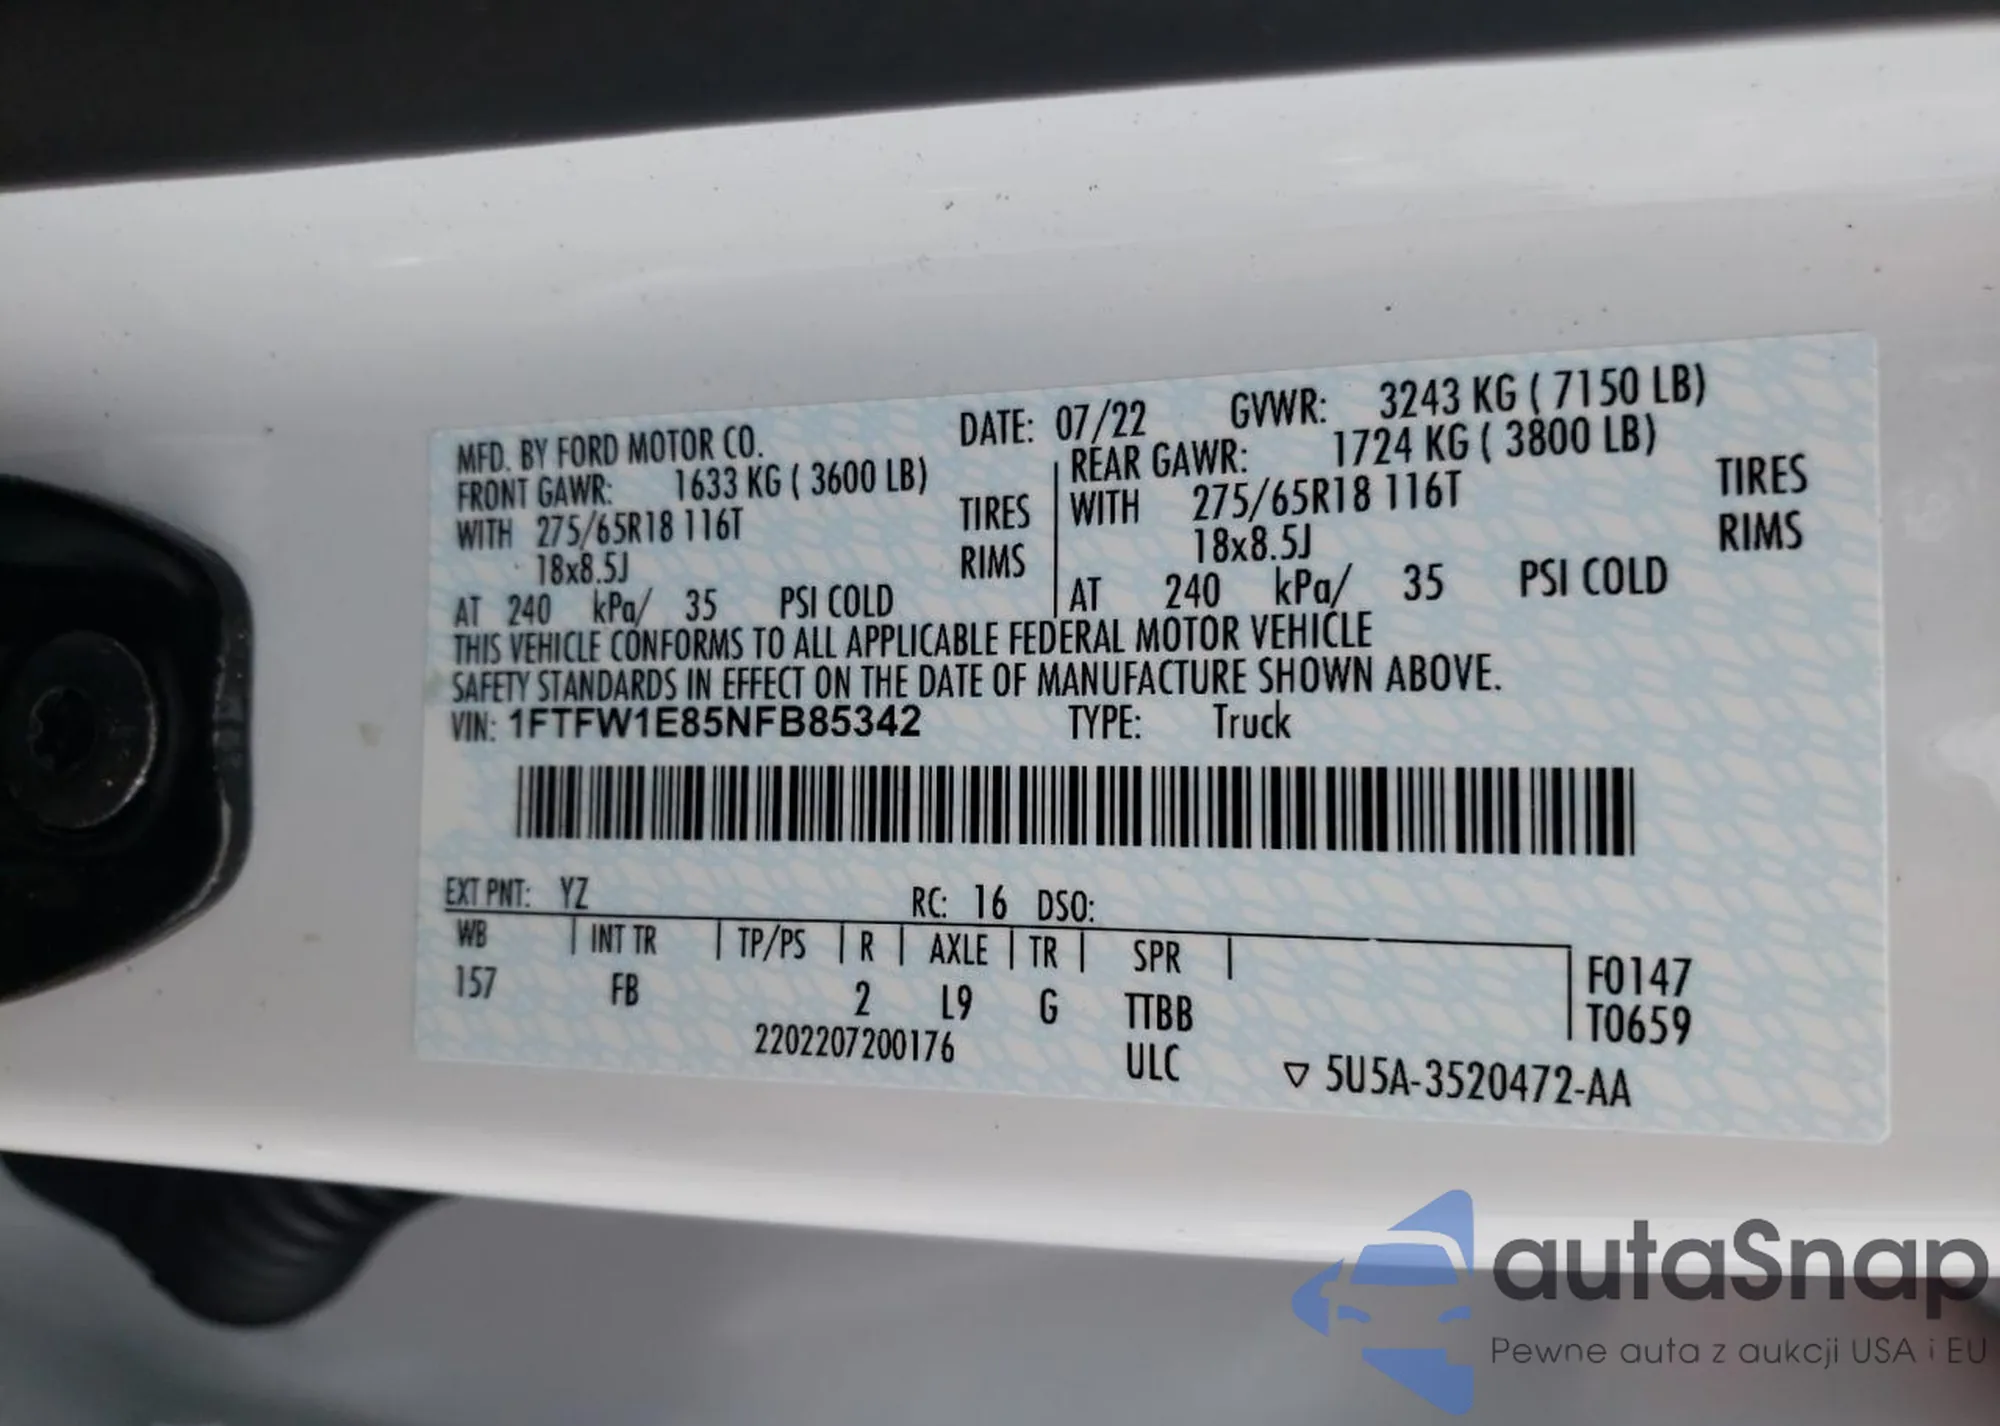 MFD. BY FORD MOTOR CO. DATE: 07/22 GVWR: 3243 KG ( 7150 LB)
FRONT GAWR: 1633 KG ( 3600 LB) REAR GAWR: 1724 KG ( 3800 LB)
WITH 275/65R18 116T TIRES WITH 275/65R18 116T TIRES
18x8.5J RIMS 18x8.5J RIMS
AT 240 kPa/ 35 PSI COLD AT 240 kPa/ 35 PSI COLD
THIS VEHICLE CONFORMS TO ALL APPLICABLE FEDERAL MOTOR VEHICLE
SAFETY STANDARDS IN EFFECT ON THE DATE OF MANUFACTURE SHOWN ABOVE.
VIN: 1FTFW1E85NFB85342 TYPE: Truck
EXT PNT: YZ RC: 16 DSO:
WB INT TR TP/PS R AXLE TR SPR F0147
157 FB 2 L9 G TTBB T0659
2202207200176 ULC ▽ 5U5A-3520472-AA
autaSnap
Pewne auta z aukcji USA i EU